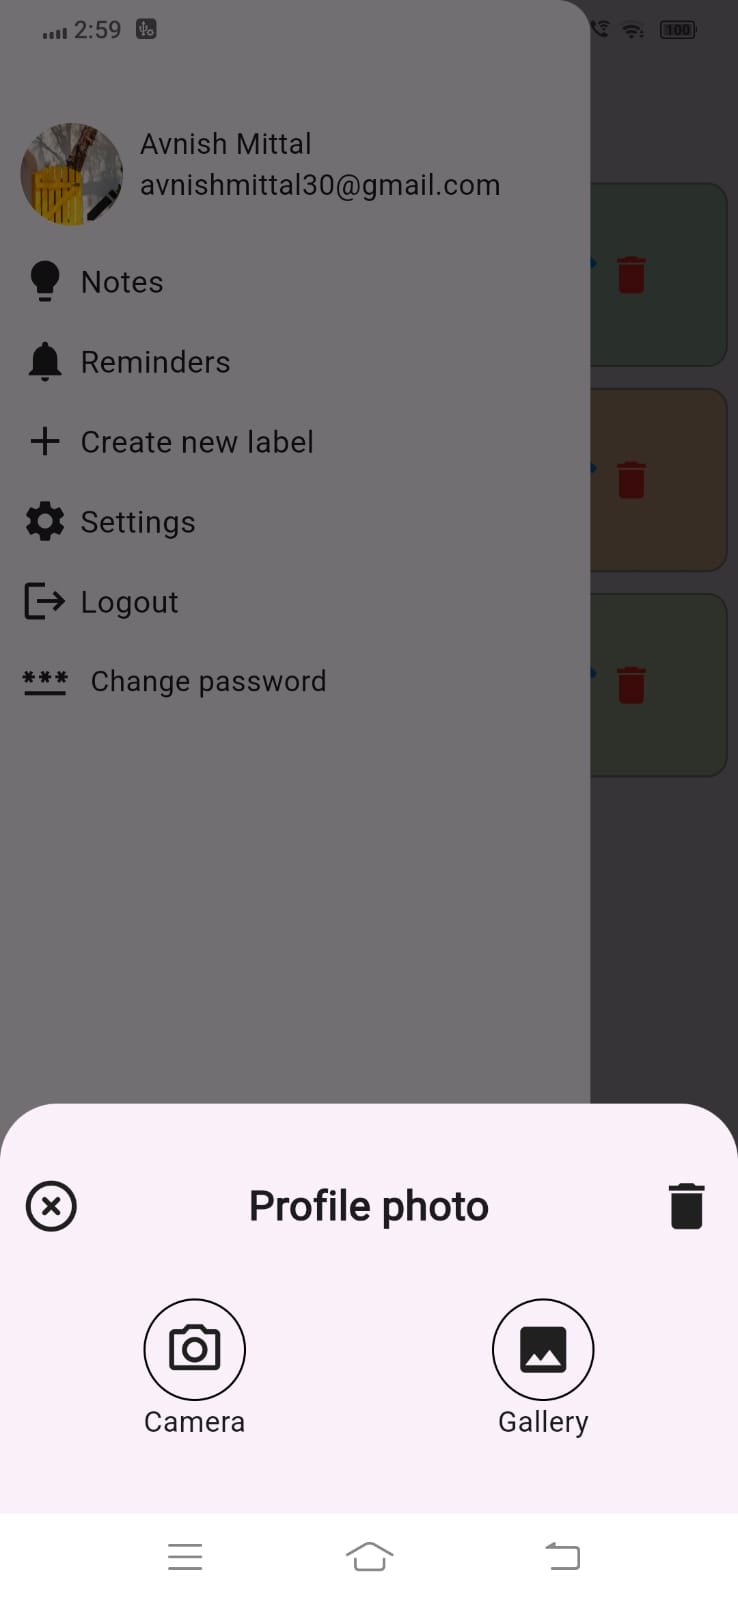 2:59
100
Avnish Mittal
avnishmittal30@gmail.com
Notes
Reminders
Create new label
Settings
Logout
*** Change password
Profile photo
Camera
Gallery